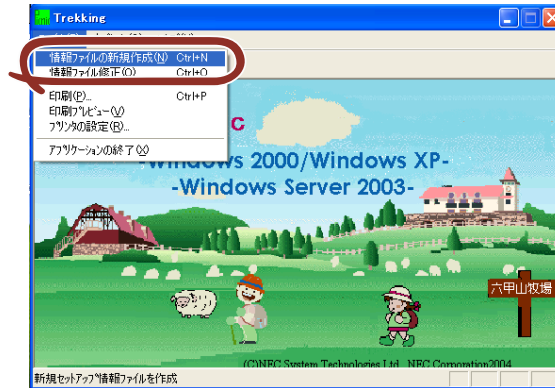 Trekking
情報ファイルの新規作成(N) Ctrl+N
情報ファイル修正(O) Ctrl+O
印刷(P)... Ctrl+P
印刷プレビュー(V)
プリンタの設定(R)...
アプリケーションの終了(X)
C
-Windows 2000/Windows XP-
-Windows Server 2003-
六甲山牧場
(C)NEC System Technologies Ltd., NEC Corporation2004
新規セットアップ情報ファイルを作成